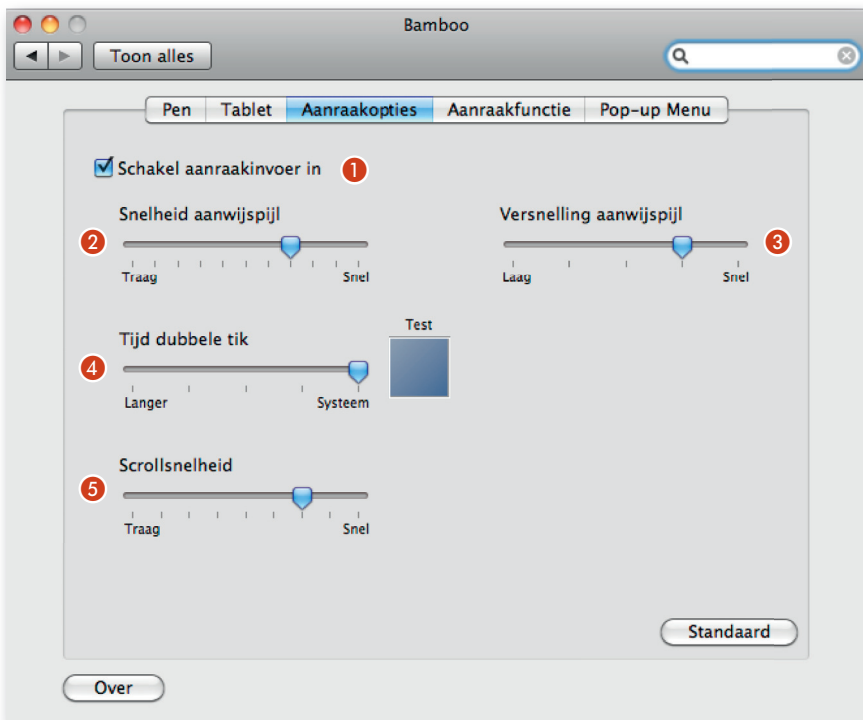 Bamboo
Toon alles
Pen Tablet Aanraakopties Aanraakfunctie Pop-up Menu
Schakel aanraakinvoer in 1
Snelheid aanwijspijl Versnelling aanwijspijl
2 3
Traag Snel Laag Snel
Test
Tijd dubbele tik
4
Langer Systeem
Scrollsnelheid
5
Traag Snel
Standaard
Over